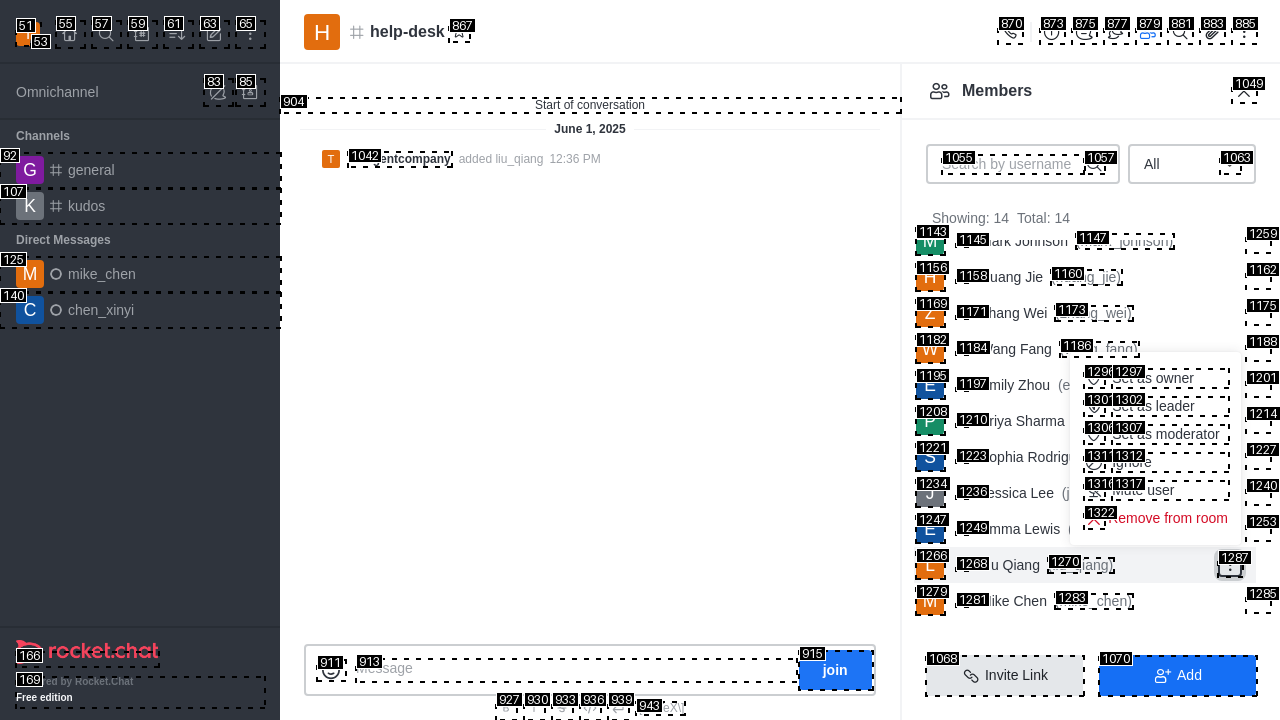 51
53
55
57
59
61
63
65
Omnichannel
83
85
Channels
92
G
general
107
K
kudos
Direct Messages
125
M
mike_chen
140
C
chen_xinyi
166
rocket.chat
169
red by Rocket.Chat
Free edition
H
help-desk
867
870
873
875
877
879
881
883
885
904
Start of conversation
June 1, 2025
T
1042
entcompany added liu_qiang 12:36 PM
911
913
Message
915
join
927
930
933
936
939
943
Members
1049
1055
Search by username
1057
All
1063
Showing: 14 Total: 14
1143
M
1145
ark Johnson
1147
(mark_johnson)
1259
1156
H
1158
uang Jie
1160
g_jie)
1162
1169
Z
1171
hang Wei
1173
g_wei)
1175
1182
W
1184
ang Fang
1186
g_fang)
1188
1195
E
1197
mily Zhou (e
1201
1208
P
1210
riya Sharma
1214
1221
S
1223
ophia Rodrig
1227
1234
J
1236
essica Lee (j
1240
1247
E
1249
mma Lewis (
1253
1296
1297
Set as owner
1301
1302
Set as leader
1306
1307
Set as moderator
1311
1312
Ignore
1316
1317
Mute user
1322
Remove from room
1266
L
1268
u Qiang
1270
iang)
1287
1279
M
1281
ike Chen
1283
_chen)
1285
1068
Invite Link
1070
Add